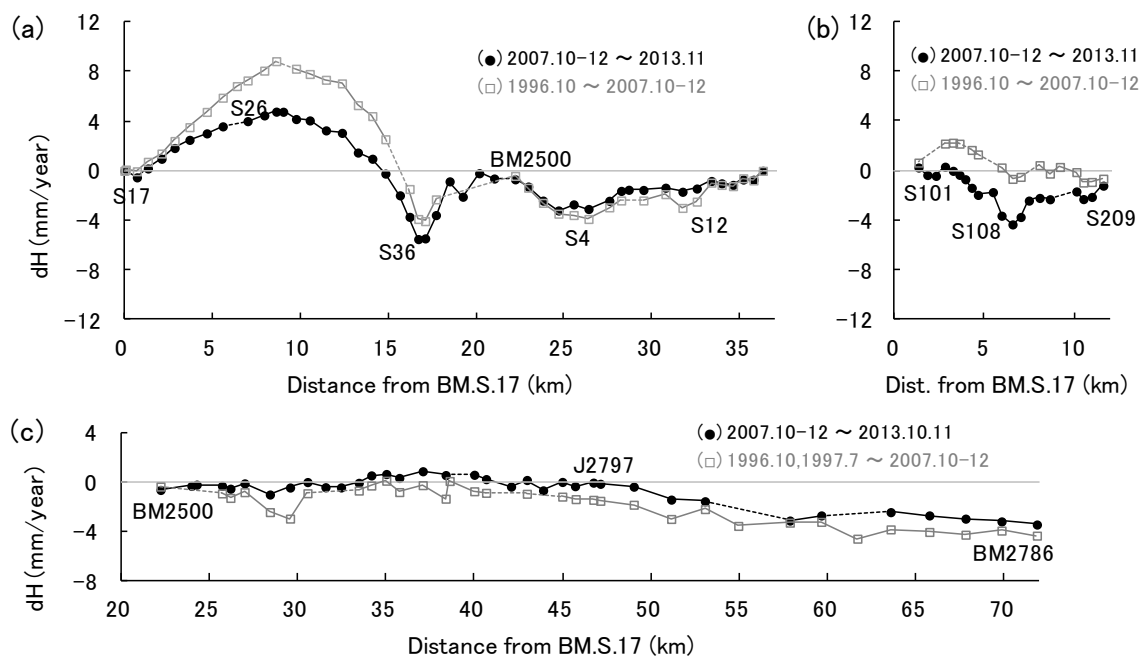 (a)
12
8
4
0
-4
-8
-12
dH (mm/year)
(●) 2007.10-12 ～ 2013.11
(□) 1996.10 ～ 2007.10-12
S26
S17
BM2500
S36
S4
S12
0 5 10 15 20 25 30 35
Distance from BM.S.17 (km)
(b)
12
8
4
0
-4
-8
-12
(●) 2007.10-12 ～ 2013.11
(□) 1996.10 ～ 2007.10-12
S101
S108
S209
0 5 10
Dist. from BM.S.17 (km)
(c)
4
0
-4
-8
dH (mm/year)
(●) 2007.10-12 ～ 2013.10.11
(□) 1996.10,1997.7 ～ 2007.10-12
J2797
BM2500
BM2786
20 25 30 35 40 45 50 55 60 65 70
Distance from BM.S.17 (km)